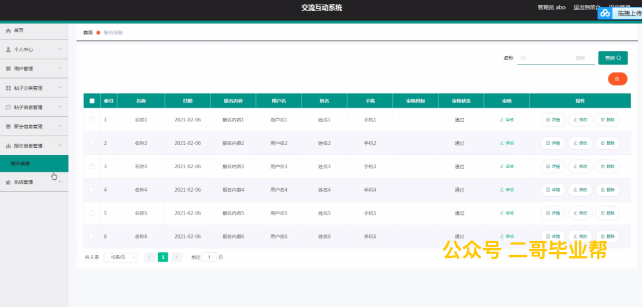 交流互动系统
管理员 abo
退出到前台
拖拽上传
首页
个人中心
用户管理
帖子分类管理
帖子信息管理
报名信息管理
报名信息
系统管理
首页
报名信息
名称
名称
查询
索引 名称 日期 报名内容 用户名 姓名 手机 审核回复 审核状态 审核 操作
1 名称1 2021-02-06 报名内容1 用户名1 姓名1 手机1 通过 审核 详情 修改 删除
2 名称2 2021-02-06 报名内容2 用户名2 姓名2 手机2 通过 审核 详情 修改 删除
3 名称3 2021-02-06 报名内容3 用户名3 姓名3 手机3 通过 审核 详情 修改 删除
4 名称4 2021-02-06 报名内容4 用户名4 姓名4 手机4 通过 审核 详情 修改 删除
5 名称5 2021-02-06 报名内容5 用户名5 姓名5 手机5 通过 审核 详情 修改 删除
6 名称6 2021-02-06 报名内容6 用户名6 姓名6 手机6 通过 审核 详情 修改 删除
共 6 条 10条/页 1 前往 1 页
公众号 二哥毕业帮